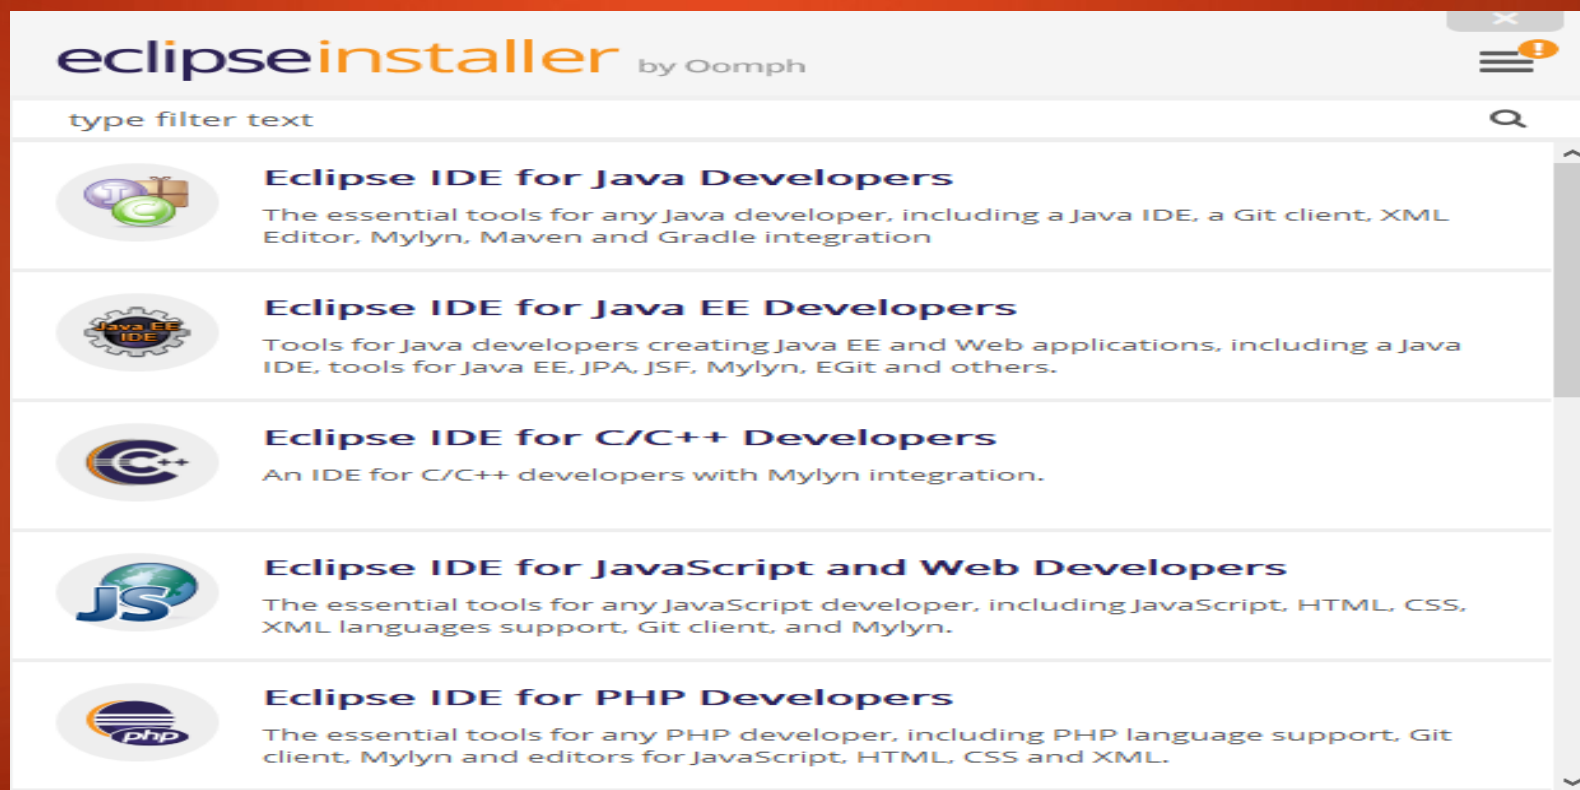 eclipseinstaller by Oomph
type filter text
Eclipse IDE for Java Developers
The essential tools for any Java developer, including a Java IDE, a Git client, XML
Editor, Mylyn, Maven and Gradle integration
Java EE
IDE
Eclipse IDE for Java EE Developers
Tools for Java developers creating Java EE and Web applications, including a Java
IDE, tools for Java EE, JPA, JSF, Mylyn, EGit and others.
C++
Eclipse IDE for C/C++ Developers
An IDE for C/C++ developers with Mylyn integration.
JS
Eclipse IDE for JavaScript and Web Developers
The essential tools for any JavaScript developer, including JavaScript, HTML, CSS,
XML languages support, Git client, and Mylyn.
php
Eclipse IDE for PHP Developers
The essential tools for any PHP developer, including PHP language support, Git
client, Mylyn and editors for JavaScript, HTML, CSS and XML.